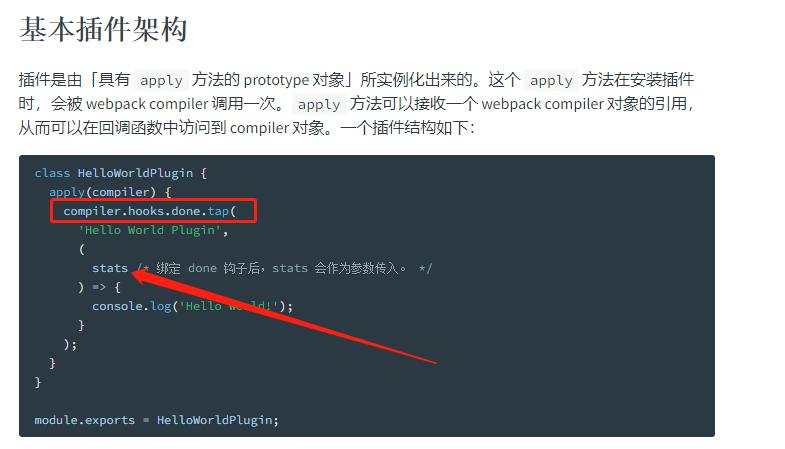 基本插件架构
插件是由「具有 apply 方法的 prototype 对象」所实例化出来的。这个 apply 方法在安装插件
时，会被 webpack compiler 调用一次。apply 方法可以接收一个 webpack compiler 对象的引用，
从而可以在回调函数中访问到 compiler 对象。一个插件结构如下：
class HelloWorldPlugin {
apply(compiler) {
compiler.hooks.done.tap(
'Hello World Plugin',
(
stats /* 绑定 done 钩子后，stats 会作为参数传入。 */
) => {
console.log('Hello World!');
}
);
}
}
module.exports = HelloWorldPlugin;